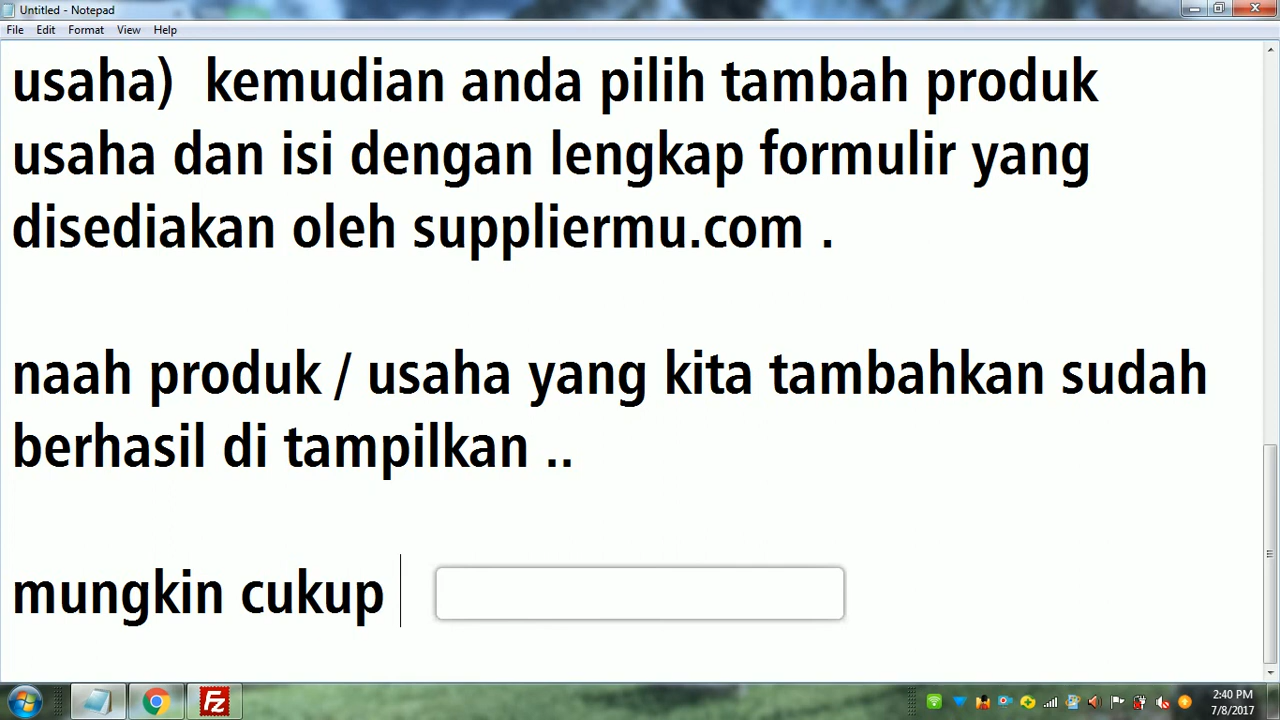 Untitled - Notepad
File Edit Format View Help
usaha)  kemudian anda pilih tambah produk
usaha dan isi dengan lengkap formulir yang
disediakan oleh suppliermu.com .
naah produk / usaha yang kita tambahkan sudah
berhasil di tampilkan ..
mungkin cukup
Fz
2:40 PM
7/8/2017